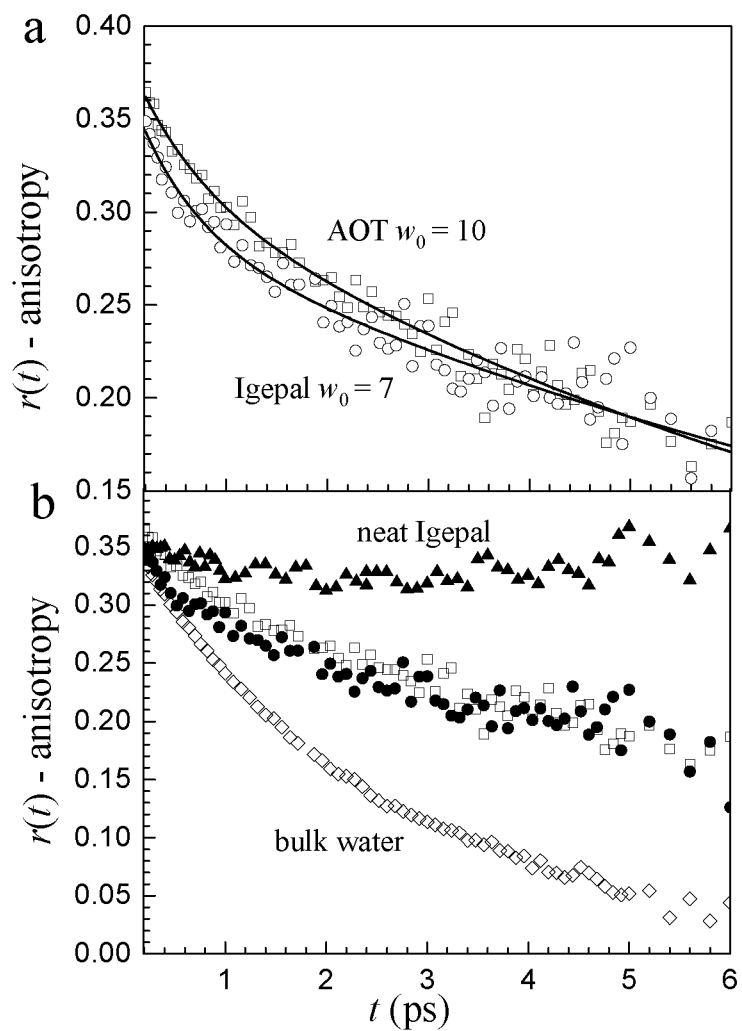 a
0.40
0.35
0.30
0.25
0.20
0.15
r(t) - anisotropy
AOT w₀ = 10
Igepal w₀ = 7
b
0.35
0.30
0.25
0.20
0.15
0.10
0.05
0.00
r(t) - anisotropy
neat Igepal
bulk water
1 2 3 4 5 6
t (ps)